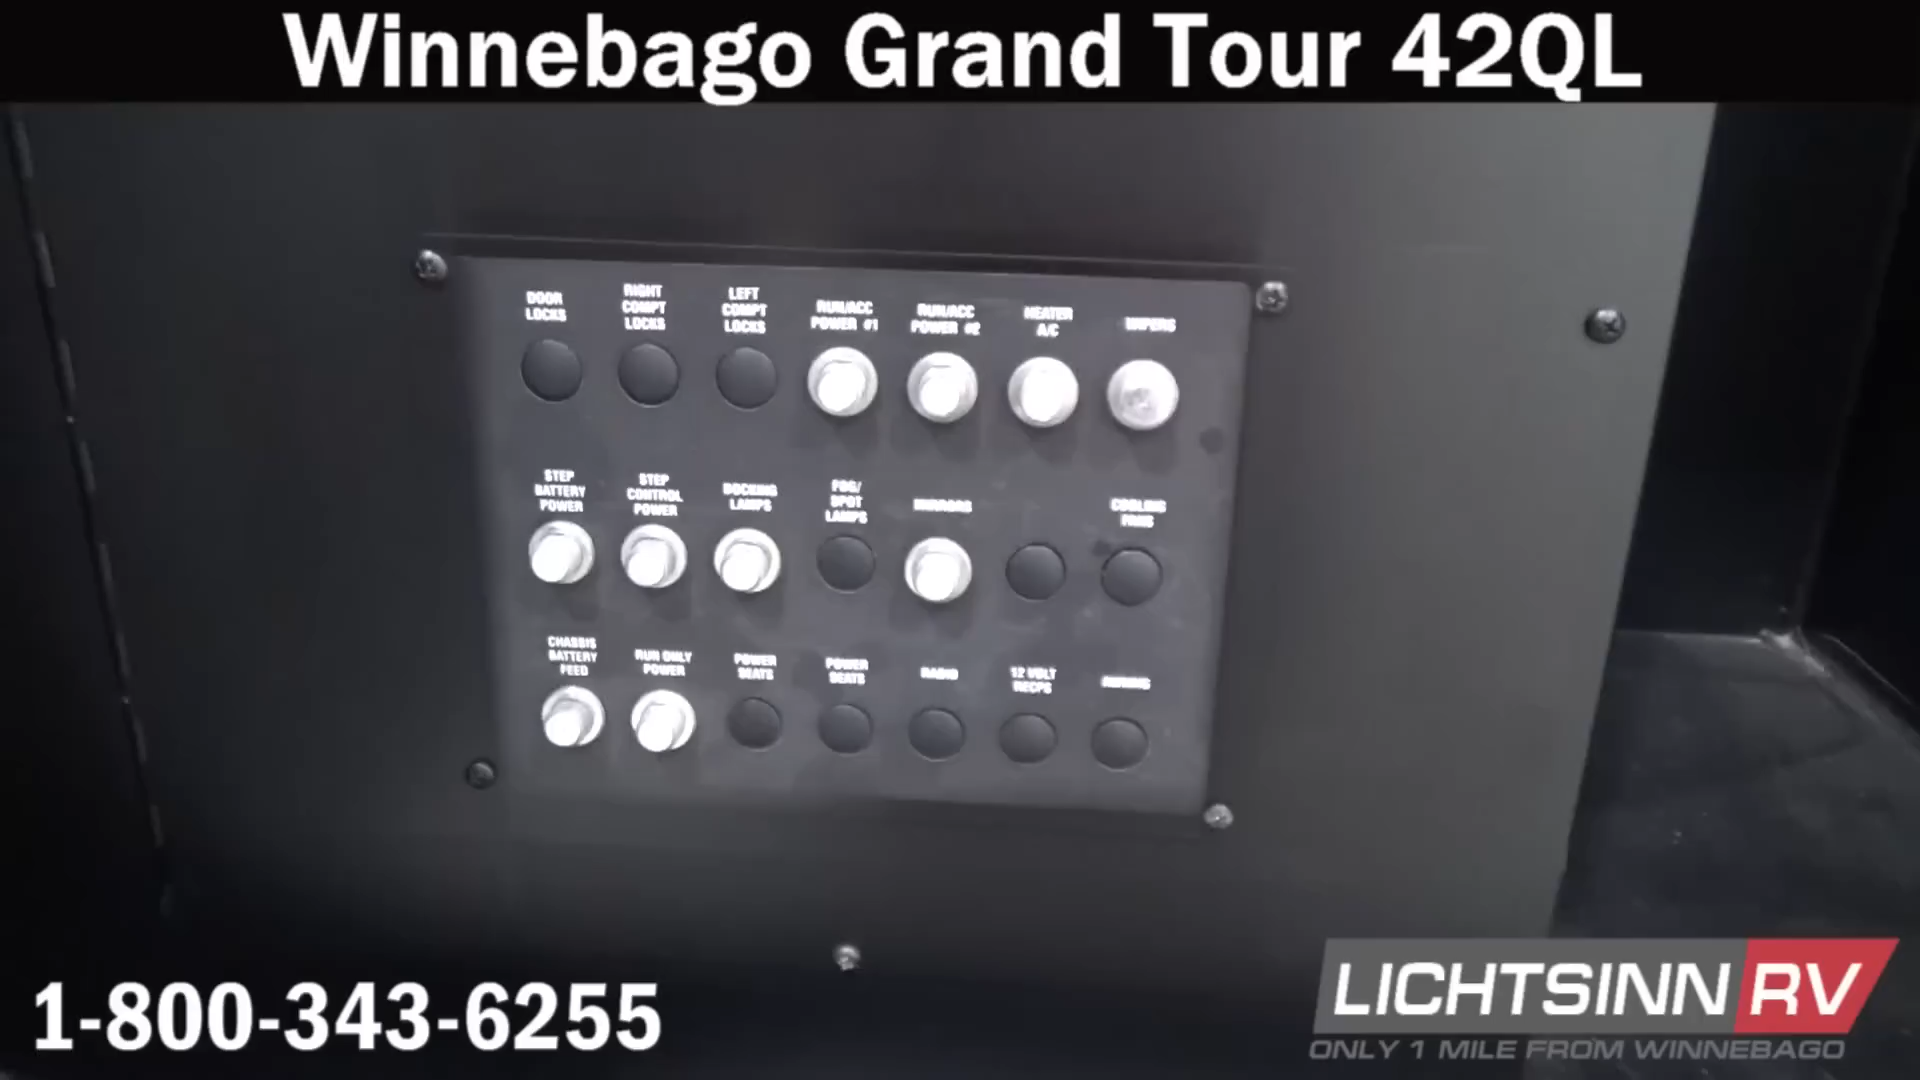 Winnebago Grand Tour 42QL
DOOR
LOCKS
RIGHT
COMPT
LOCKS
LEFT
COMPT
LOCKS
RUN/ACC
POWER #1
RUN/ACC
POWER #2
HEATER
A/C
WIPERS
STEP
BATTERY
POWER
STEP
CONTROL
POWER
DOCKING
LAMPS
FOG/
SPOT
LAMPS
MIRRORS
COOLING
FANS
CHASSIS
BATTERY
FEED
RUN ONLY
POWER
POWER
SEATS
POWER
SEATS
RADIO
12 VOLT
RECPS
1-800-343-6255
LICHTSINN RV
ONLY 1 MILE FROM WINNEBAGO